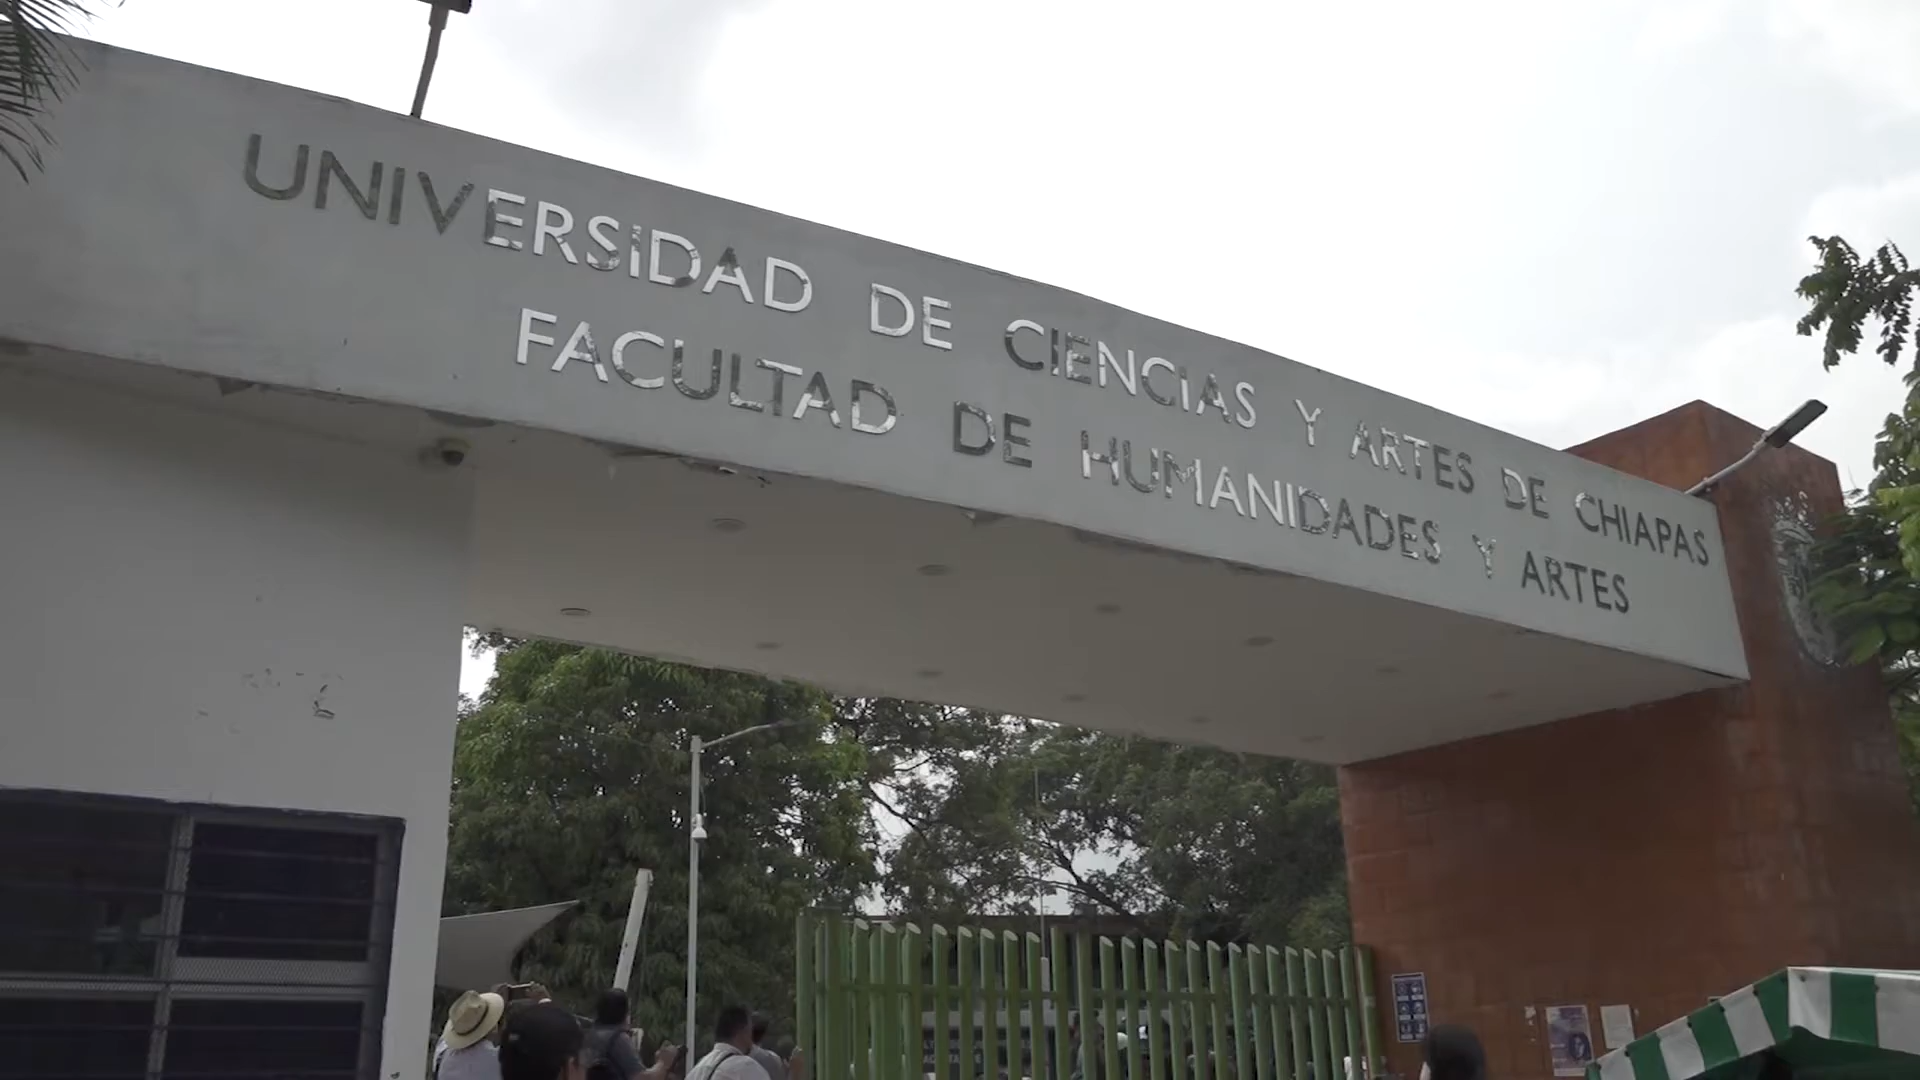 UNIVERSIDAD DE CIENCIAS Y ARTES DE CHIAPAS
FACULTAD DE HUMANIDADES Y ARTES